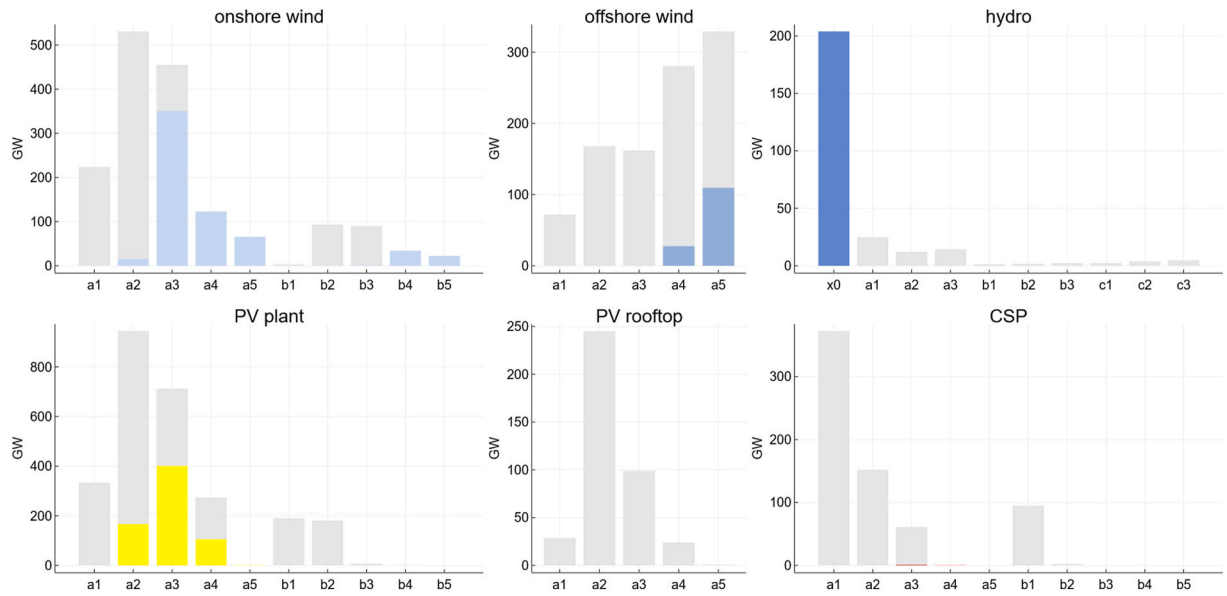 onshore wind
offshore wind
hydro
GW
500
400
300
200
100
0
a1 a2 a3 a4 a5 b1 b2 b3 b4 b5
GW
300
200
100
0
a1 a2 a3 a4 a5
GW
200
150
100
50
0
x0 a1 a2 a3 b1 b2 b3 c1 c2 c3
PV plant
PV rooftop
CSP
GW
800
600
400
200
0
a1 a2 a3 a4 a5 b1 b2 b3 b4 b5
GW
250
200
150
100
50
0
a1 a2 a3 a4 a5
GW
300
200
100
0
a1 a2 a3 a4 a5 b1 b2 b3 b4 b5